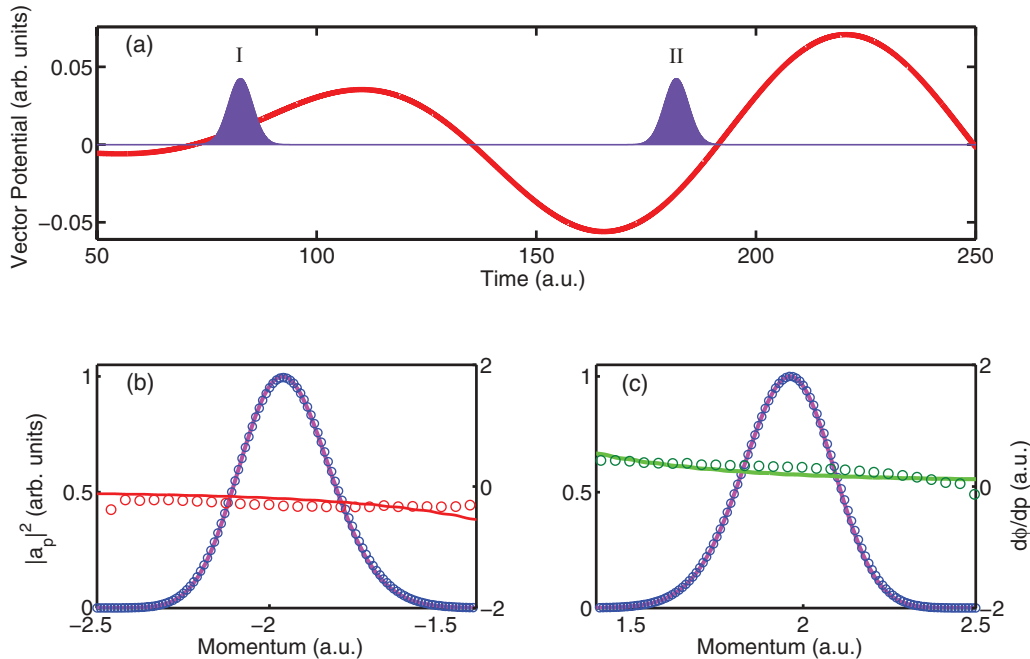 (a)
I
II
Vector Potential (arb. units)
0.05
0
−0.05
50
100
150
200
250
Time (a.u.)
(b)
1
0.5
0
2
0
−2
−2.5
−2
−1.5
|a_p|^2 (arb. units)
Momentum (a.u.)
(c)
1
0.5
0
2
0
−2
1.5
2
2.5
dϕ/dp (a.u.)
Momentum (a.u.)